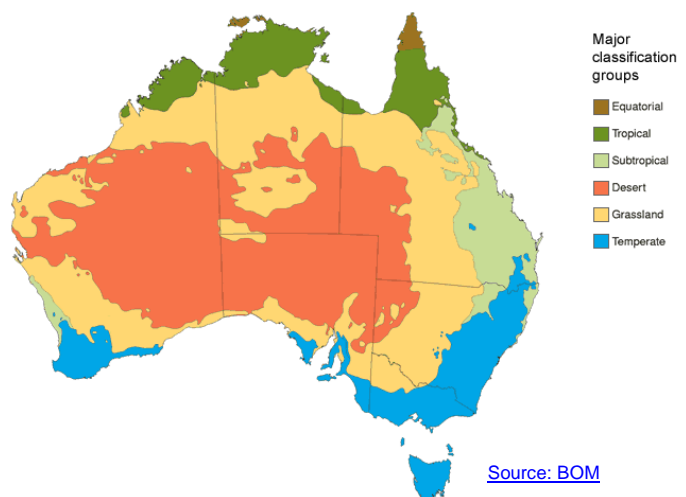 Major
classification
groups
Equatorial
Tropical
Subtropical
Desert
Grassland
Temperate
Source: BOM